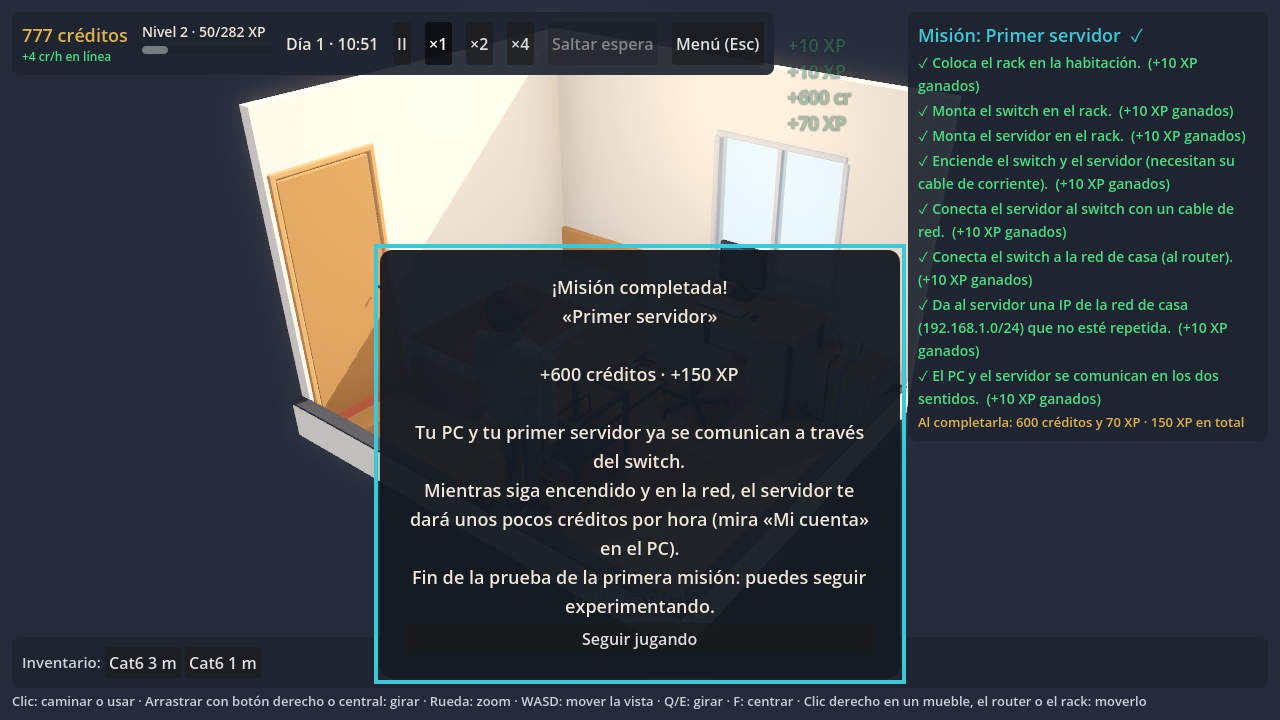 777 créditos
+4 cr/h en línea
Nivel 2 · 50/282 XP
Día 1 · 10:51
II
×1
×2
×4
Saltar espera
Menú (Esc)
+10 XP
+10 XP
+600 cr
+70 XP
Misión: Primer servidor ✓
✓ Coloca el rack en la habitación. (+10 XP
ganados)
✓ Monta el switch en el rack. (+10 XP ganados)
✓ Monta el servidor en el rack. (+10 XP ganados)
✓ Enciende el switch y el servidor (necesitan su
cable de corriente). (+10 XP ganados)
✓ Conecta el servidor al switch con un cable de
red. (+10 XP ganados)
✓ Conecta el switch a la red de casa (al router).
(+10 XP ganados)
✓ Da al servidor una IP de la red de casa
(192.168.1.0/24) que no esté repetida. (+10 XP
ganados)
✓ El PC y el servidor se comunican en los dos
sentidos. (+10 XP ganados)
Al completarla: 600 créditos y 70 XP · 150 XP en total
¡Misión completada!
«Primer servidor»
+600 créditos · +150 XP
Tu PC y tu primer servidor ya se comunican a través
del switch.
Mientras siga encendido y en la red, el servidor te
dará unos pocos créditos por hora (mira «Mi cuenta»
en el PC).
Fin de la prueba de la primera misión: puedes seguir
experimentando.
Seguir jugando
Inventario:
Cat6 3 m
Cat6 1 m
Clic: caminar o usar · Arrastrar con botón derecho o central: girar · Rueda: zoom · WASD: mover la vista · Q/E: girar · F: centrar · Clic derecho en un mueble, el router o el rack: moverlo